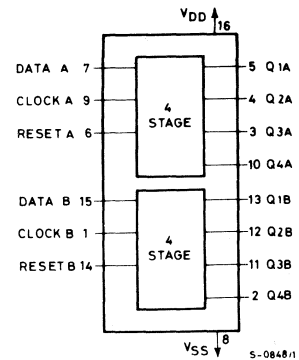 VDD
16
DATA A 7
5 Q1A
CLOCK A 9
4 Q2A
RESET A 6
3 Q3A
4
STAGE
10 Q4A
DATA B 15
13 Q1B
CLOCK B 1
12 Q2B
RESET B 14
11 Q3B
4
STAGE
2 Q4B
VSS
8
S-0848/1